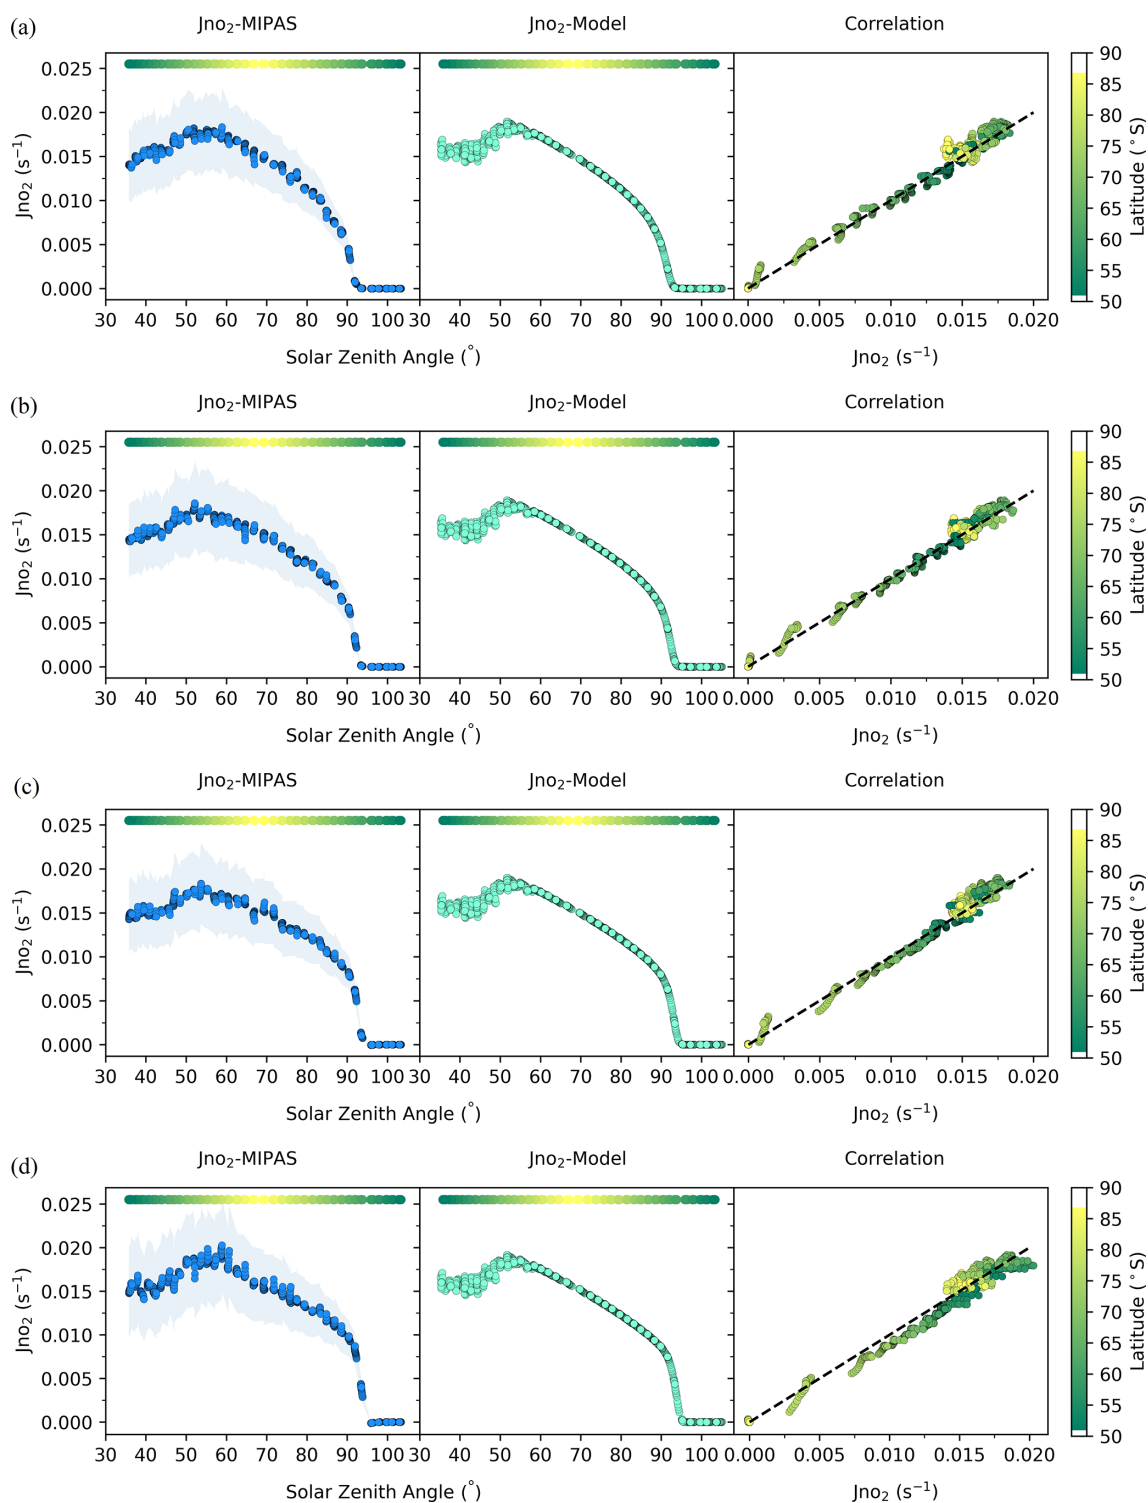 (a)
Jno₂-MIPAS Jno₂-Model Correlation
Jno₂ (s⁻¹)
0.025
0.020
0.015
0.010
0.005
0.000
30 40 50 60 70 80 90 100
30 40 50 60 70 80 90 100
0.000 0.005 0.010 0.015 0.020
Solar Zenith Angle (°)
Jno₂ (s⁻¹)
90
85
80
75
70
65
60
55
50
Latitude (°S)
(b)
Jno₂-MIPAS Jno₂-Model Correlation
Jno₂ (s⁻¹)
0.025
0.020
0.015
0.010
0.005
0.000
30 40 50 60 70 80 90 100
30 40 50 60 70 80 90 100
0.000 0.005 0.010 0.015 0.020
Solar Zenith Angle (°)
Jno₂ (s⁻¹)
90
85
80
75
70
65
60
55
50
Latitude (°S)
(c)
Jno₂-MIPAS Jno₂-Model Correlation
Jno₂ (s⁻¹)
0.025
0.020
0.015
0.010
0.005
0.000
30 40 50 60 70 80 90 100
30 40 50 60 70 80 90 100
0.000 0.005 0.010 0.015 0.020
Solar Zenith Angle (°)
Jno₂ (s⁻¹)
90
85
80
75
70
65
60
55
50
Latitude (°S)
(d)
Jno₂-MIPAS Jno₂-Model Correlation
Jno₂ (s⁻¹)
0.025
0.020
0.015
0.010
0.005
0.000
30 40 50 60 70 80 90 100
30 40 50 60 70 80 90 100
0.000 0.005 0.010 0.015 0.020
Solar Zenith Angle (°)
Jno₂ (s⁻¹)
90
85
80
75
70
65
60
55
50
Latitude (°S)